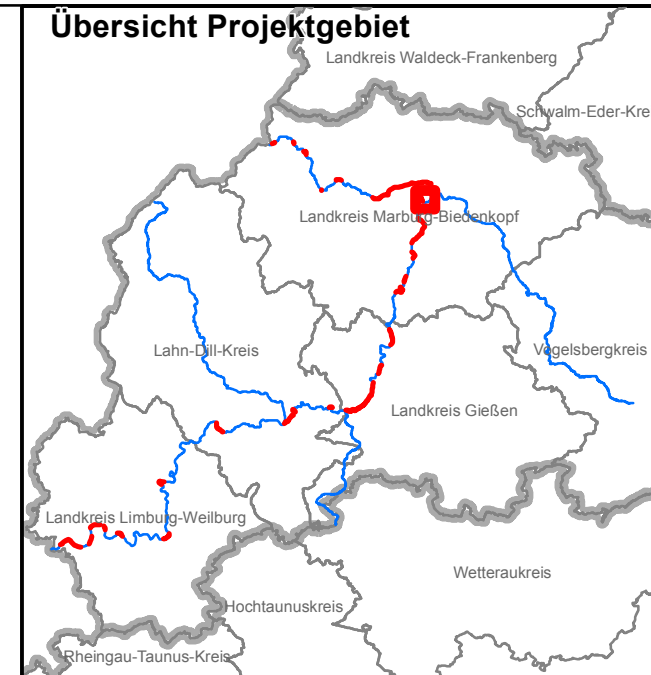 Übersicht Projektgebiet
Landkreis Waldeck-Frankenberg
Schwalm-Eder-Kre
Landkreis Marburg-Biedenkopf
Lahn-Dill-Kreis
Vogelsbergkreis
Landkreis Gießen
Landkreis Limburg-Weilburg
Wetteraukreis
Hochtaunuskreis
Rheingau-Taunus-Kreis